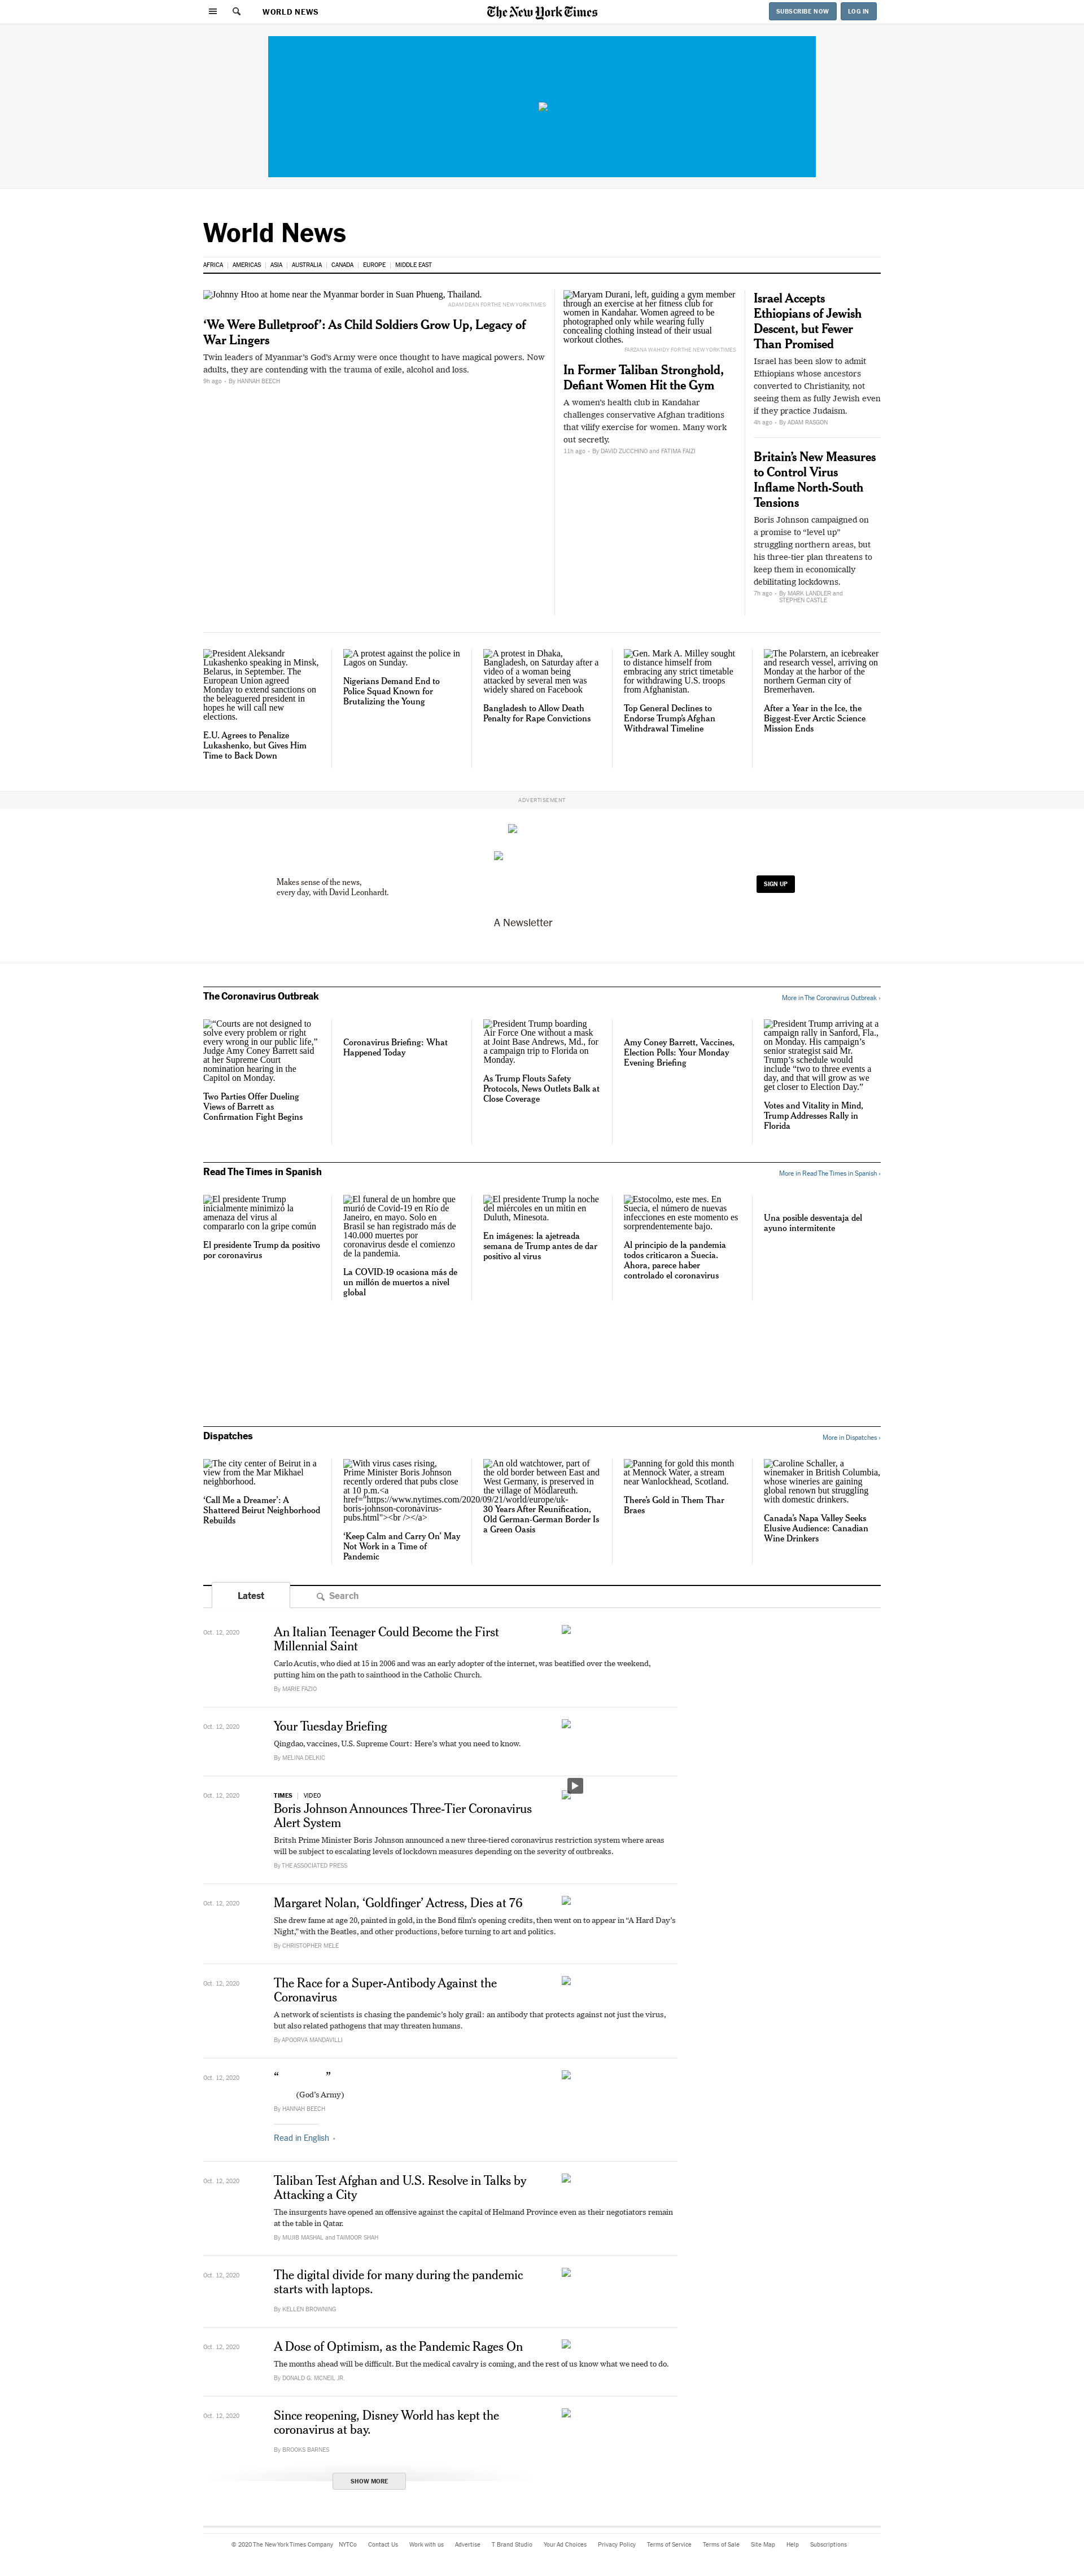 WORLD NEWS
The New York Times
SUBSCRIBE NOW
LOG IN
World News
AFRICA
AMERICAS
ASIA
AUSTRALIA
CANADA
EUROPE
MIDDLE EAST
Johnny Htoo at home near the Myanmar border in Suan Phueng, Thailand.
ADAM DEAN FOR THE NEW YORK TIMES
‘We Were Bulletproof’: As Child Soldiers Grow Up, Legacy of
War Lingers
Twin leaders of Myanmar’s God’s Army were once thought to have magical powers. Now
adults, they are contending with the trauma of exile, alcohol and loss.
9h ago - By HANNAH BEECH
Maryam Durani, left, guiding a gym member
through an exercise at her fitness club for
women in Kandahar. Women agreed to be
photographed only while wearing fully
concealing clothing instead of their usual
workout clothes.
FARZANA WAHIDY FOR THE NEW YORK TIMES
In Former Taliban Stronghold,
Defiant Women Hit the Gym
A women’s health club in Kandahar
challenges conservative Afghan traditions
that vilify exercise for women. Many work
out secretly.
11h ago - By DAVID ZUCCHINO and FATIMA FAIZI
Israel Accepts
Ethiopians of Jewish
Descent, but Fewer
Than Promised
Israel has been slow to admit
Ethiopians whose ancestors
converted to Christianity, not
seeing them as fully Jewish even
if they practice Judaism.
4h ago - By ADAM RASGON
Britain’s New Measures
to Control Virus
Inflame North-South
Tensions
Boris Johnson campaigned on
a promise to “level up”
struggling northern areas, but
his three-tier plan threatens to
keep them in economically
debilitating lockdowns.
7h ago - By MARK LANDLER and
STEPHEN CASTLE
President Aleksandr
Lukashenko speaking in Minsk,
Belarus, in September. The
European Union agreed
Monday to extend sanctions on
the beleaguered president in
hopes he will call new
elections.
E.U. Agrees to Penalize
Lukashenko, but Gives Him
Time to Back Down
A protest against the police in
Lagos on Sunday.
Nigerians Demand End to
Police Squad Known for
Brutalizing the Young
A protest in Dhaka,
Bangladesh, on Saturday after a
video of a woman being
attacked by several men was
widely shared on Facebook
Bangladesh to Allow Death
Penalty for Rape Convictions
Gen. Mark A. Milley sought
to distance himself from
embracing any strict timetable
for withdrawing U.S. troops
from Afghanistan.
Top General Declines to
Endorse Trump’s Afghan
Withdrawal Timeline
The Polarstern, an icebreaker
and research vessel, arriving on
Monday at the harbor of the
northern German city of
Bremerhaven.
After a Year in the Ice, the
Biggest-Ever Arctic Science
Mission Ends
ADVERTISEMENT
Makes sense of the news,
every day, with David Leonhardt.
SIGN UP
A Newsletter
The Coronavirus Outbreak
More in The Coronavirus Outbreak ›
“Courts are not designed to
solve every problem or right
every wrong in our public life,”
Judge Amy Coney Barrett said
at her Supreme Court
nomination hearing in the
Capitol on Monday.
Two Parties Offer Dueling
Views of Barrett as
Confirmation Fight Begins
Coronavirus Briefing: What
Happened Today
President Trump boarding
Air Force One without a mask
at Joint Base Andrews, Md., for
a campaign trip to Florida on
Monday.
As Trump Flouts Safety
Protocols, News Outlets Balk at
Close Coverage
Amy Coney Barrett, Vaccines,
Election Polls: Your Monday
Evening Briefing
President Trump arriving at a
campaign rally in Sanford, Fla.,
on Monday. His campaign’s
senior strategist said Mr.
Trump’s schedule would
include “two to three events a
day, and that will grow as we
get closer to Election Day.”
Votes and Vitality in Mind,
Trump Addresses Rally in
Florida
Read The Times in Spanish
More in Read The Times in Spanish ›
El presidente Trump
inicialmente minimizó la
amenaza del virus al
compararlo con la gripe común
El presidente Trump da positivo
por coronavirus
El funeral de un hombre que
murió de Covid-19 en Río de
Janeiro, en mayo. Solo en
Brasil se han registrado más de
140.000 muertes por
coronavirus desde el comienzo
de la pandemia.
La COVID-19 ocasiona más de
un millón de muertos a nivel
global
El presidente Trump la noche
del miércoles en un mitin en
Duluth, Minesota.
En imágenes: la ajetreada
semana de Trump antes de dar
positivo al virus
Estocolmo, este mes. En
Suecia, el número de nuevas
infecciones en este momento es
sorprendentemente bajo.
Al principio de la pandemia
todos criticaron a Suecia.
Ahora, parece haber
controlado el coronavirus
Una posible desventaja del
ayuno intermitente
Dispatches
More in Dispatches ›
The city center of Beirut in a
view from the Mar Mikhael
neighborhood.
‘Call Me a Dreamer’: A
Shattered Beirut Neighborhood
Rebuilds
With virus cases rising,
Prime Minister Boris Johnson
recently ordered that pubs close
at 10 p.m.<a
href="https://www.nytimes.com/2020/09/21/world/europe/uk-
boris-johnson-coronavirus-
pubs.html"><br /></a>
‘Keep Calm and Carry On’ May
Not Work in a Time of
Pandemic
An old watchtower, part of
the old border between East and
West Germany, is preserved in
the village of Mödlareuth.
30 Years After Reunification,
Old German-German Border Is
a Green Oasis
Panning for gold this month
at Mennock Water, a stream
near Wanlockhead, Scotland.
There’s Gold in Them Thar
Braes
Caroline Schaller, a
winemaker in British Columbia,
whose wineries are gaining
global renown but struggling
with domestic drinkers.
Canada’s Napa Valley Seeks
Elusive Audience: Canadian
Wine Drinkers
Latest
Search
Oct. 12, 2020
An Italian Teenager Could Become the First
Millennial Saint
Carlo Acutis, who died at 15 in 2006 and was an early adopter of the internet, was beatified over the weekend,
putting him on the path to sainthood in the Catholic Church.
By MARIE FAZIO
Oct. 12, 2020
Your Tuesday Briefing
Qingdao, vaccines, U.S. Supreme Court: Here’s what you need to know.
By MELINA DELKIC
Oct. 12, 2020
TIMES | VIDEO
Boris Johnson Announces Three-Tier Coronavirus
Alert System
Britsh Prime Minister Boris Johnson announced a new three-tiered coronavirus restriction system where areas
will be subject to escalating levels of lockdown measures depending on the severity of outbreaks.
By THE ASSOCIATED PRESS
Oct. 12, 2020
Margaret Nolan, ‘Goldfinger’ Actress, Dies at 76
She drew fame at age 20, painted in gold, in the Bond film’s opening credits, then went on to appear in “A Hard Day’s
Night,” with the Beatles, and other productions, before turning to art and politics.
By CHRISTOPHER MELE
Oct. 12, 2020
The Race for a Super-Antibody Against the
Coronavirus
A network of scientists is chasing the pandemic’s holy grail: an antibody that protects against not just the virus,
but also related pathogens that may threaten humans.
By APOORVA MANDAVILLI
Oct. 12, 2020
“ ”
(God’s Army)
By HANNAH BEECH
Read in English ›
Oct. 12, 2020
Taliban Test Afghan and U.S. Resolve in Talks by
Attacking a City
The insurgents have opened an offensive against the capital of Helmand Province even as their negotiators remain
at the table in Qatar.
By MUJIB MASHAL and TAIMOOR SHAH
Oct. 12, 2020
The digital divide for many during the pandemic
starts with laptops.
By KELLEN BROWNING
Oct. 12, 2020
A Dose of Optimism, as the Pandemic Rages On
The months ahead will be difficult. But the medical cavalry is coming, and the rest of us know what we need to do.
By DONALD G. MCNEIL JR.
Oct. 12, 2020
Since reopening, Disney World has kept the
coronavirus at bay.
By BROOKS BARNES
SHOW MORE
© 2020 The New York Times Company
NYTCo
Contact Us
Work with us
Advertise
T Brand Studio
Your Ad Choices
Privacy Policy
Terms of Service
Terms of Sale
Site Map
Help
Subscriptions